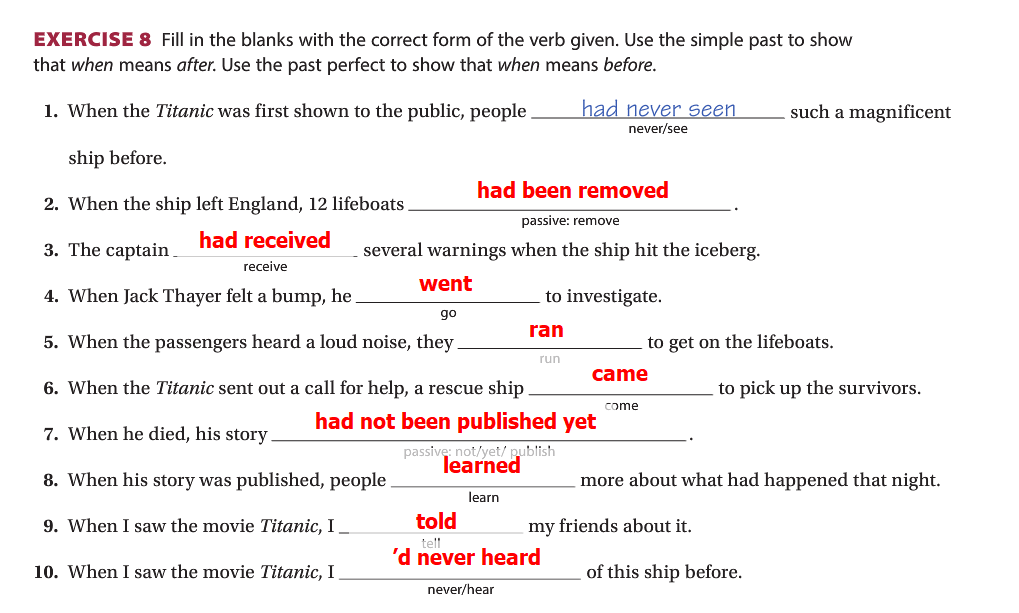 EXERCISE 8 Fill in the blanks with the correct form of the verb given. Use the simple past to show
that when means after. Use the past perfect to show that when means before.
1. When the Titanic was first shown to the public, people had never seen such a magnificent
never/see
ship before.
had been removed
2. When the ship left England, 12 lifeboats ___.
passive: remove
3. The captain had received several warnings when the ship hit the iceberg.
receive
4. When Jack Thayer felt a bump, he went to investigate.
go
5. When the passengers heard a loud noise, they ran to get on the lifeboats.
run
6. When the Titanic sent out a call for help, a rescue ship came to pick up the survivors.
come
7. When he died, his story had not been published yet.
passive: not/yet/ publish
8. When his story was published, people learned more about what had happened that night.
learn
9. When I saw the movie Titanic, I told my friends about it.
tell
10. When I saw the movie Titanic, I 'd never heard of this ship before.
never/hear